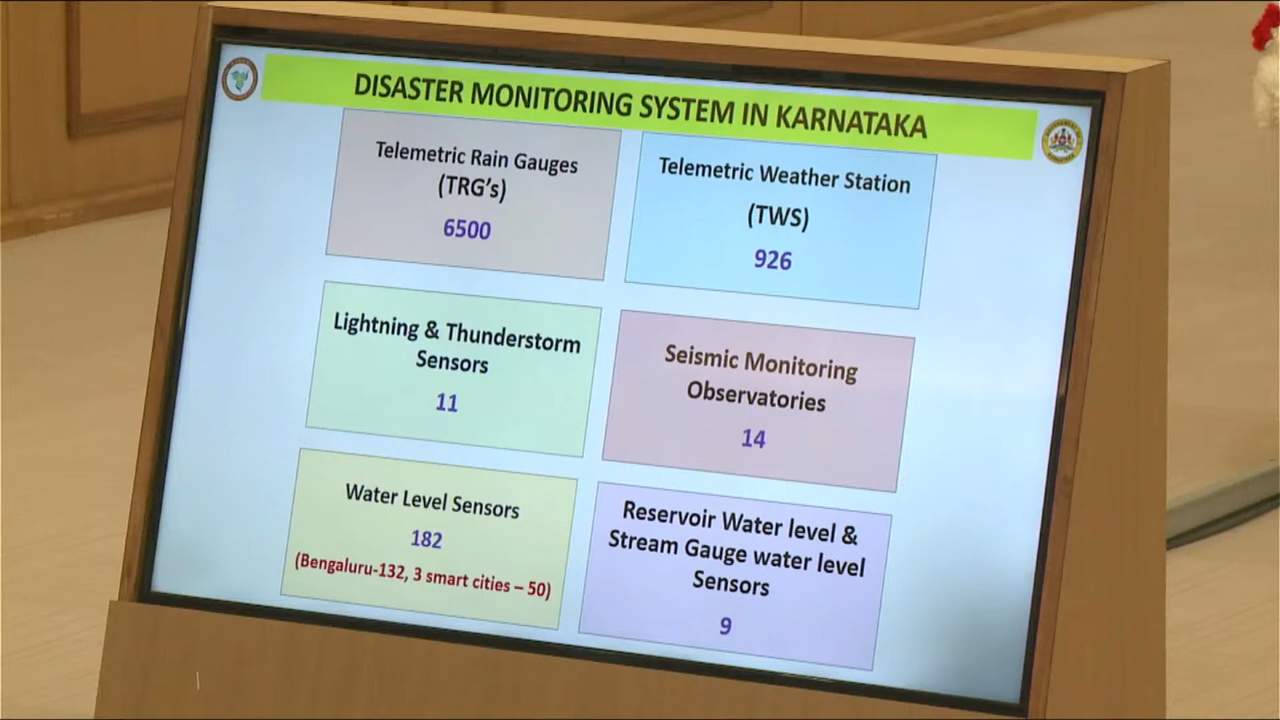 DISASTER MONITORING SYSTEM IN KARNATAKA
Telemetric Rain Gauges
(TRG's)
6500
Telemetric Weather Station
(TWS)
926
Lightning & Thunderstorm
Sensors
11
Seismic Monitoring
Observatories
14
Water Level Sensors
182
(Bengaluru-132, 3 smart cities – 50)
Reservoir Water level &
Stream Gauge water level
Sensors
9